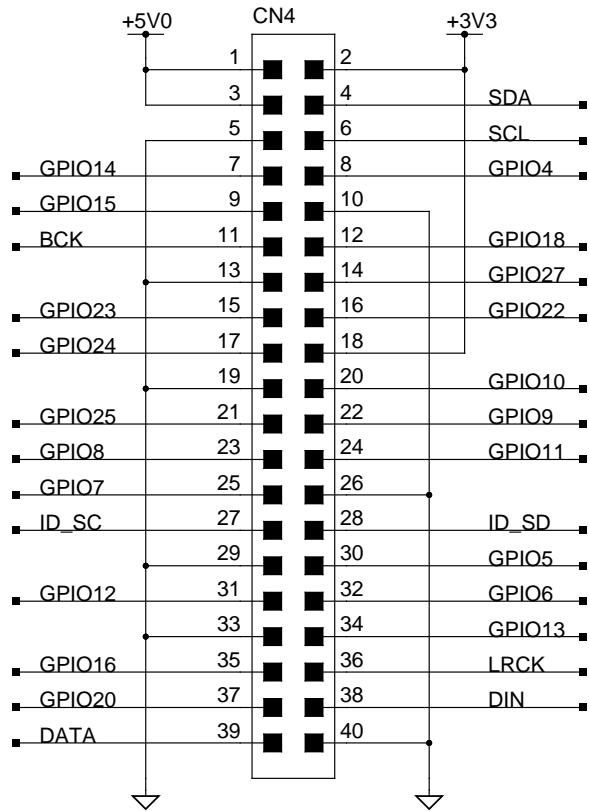 +5V0 CN4 +3V3
1 2
3 4 SDA
5 6 SCL
GPIO14 7 8 GPIO4
GPIO15 9 10
BCK 11 12 GPIO18
13 14 GPIO27
GPIO23 15 16 GPIO22
GPIO24 17 18
19 20 GPIO10
GPIO25 21 22 GPIO9
GPIO8 23 24 GPIO11
GPIO7 25 26
ID_SC 27 28 ID_SD
29 30 GPIO5
GPIO12 31 32 GPIO6
33 34 GPIO13
GPIO16 35 36 LRCK
GPIO20 37 38 DIN
DATA 39 40